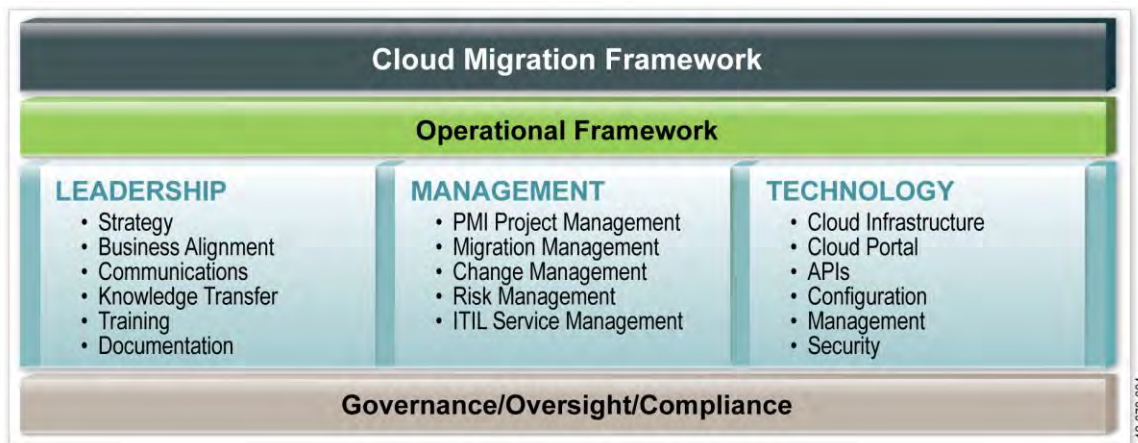 Cloud Migration Framework
Operational Framework
LEADERSHIP
• Strategy
• Business Alignment
• Communications
• Knowledge Transfer
• Training
• Documentation
MANAGEMENT
• PMI Project Management
• Migration Management
• Change Management
• Risk Management
• ITIL Service Management
TECHNOLOGY
• Cloud Infrastructure
• Cloud Portal
• APIs
• Configuration
• Management
• Security
Governance/Oversight/Compliance